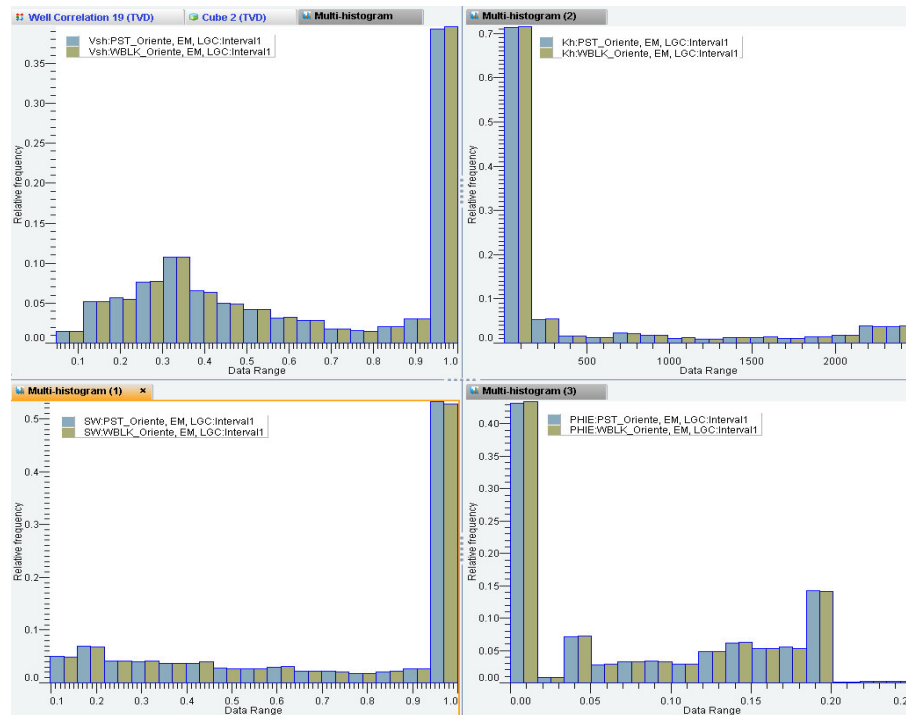 Well Correlation 19 (TVD) Cube 2 (TVD) Multi-histogram
Vsh:PST_Oriente, EM, LGC:Interval1
Vsh:WBLK_Oriente, EM, LGC:Interval1
Relative frequency
0.35
0.30
0.25
0.20
0.15
0.10
0.05
0.00
0.1 0.2 0.3 0.4 0.5 0.6 0.7 0.8 0.9 1.0
Data Range
Multi-histogram (2)
Kh:PST_Oriente, EM, LGC:Interval1
Kh:WBLK_Oriente, EM, LGC:Interval1
Relative frequency
0.7
0.6
0.5
0.4
0.3
0.2
0.1
0.00
500 1000 1500 2000
Data Range
Multi-histogram (1) ×
SW:PST_Oriente, EM, LGC:Interval1
SW:WBLK_Oriente, EM, LGC:Interval1
Relative frequency
0.5
0.4
0.3
0.2
0.1
0.00
0.1 0.2 0.3 0.4 0.5 0.6 0.7 0.8 0.9 1.0
Data Range
Multi-histogram (3)
PHIE:PST_Oriente, EM, LGC:Interval1
PHIE:WBLK_Oriente, EM, LGC:Interval1
Relative frequency
0.40
0.35
0.30
0.25
0.20
0.15
0.10
0.05
0.00
0.00 0.05 0.10 0.15 0.20
Data Range